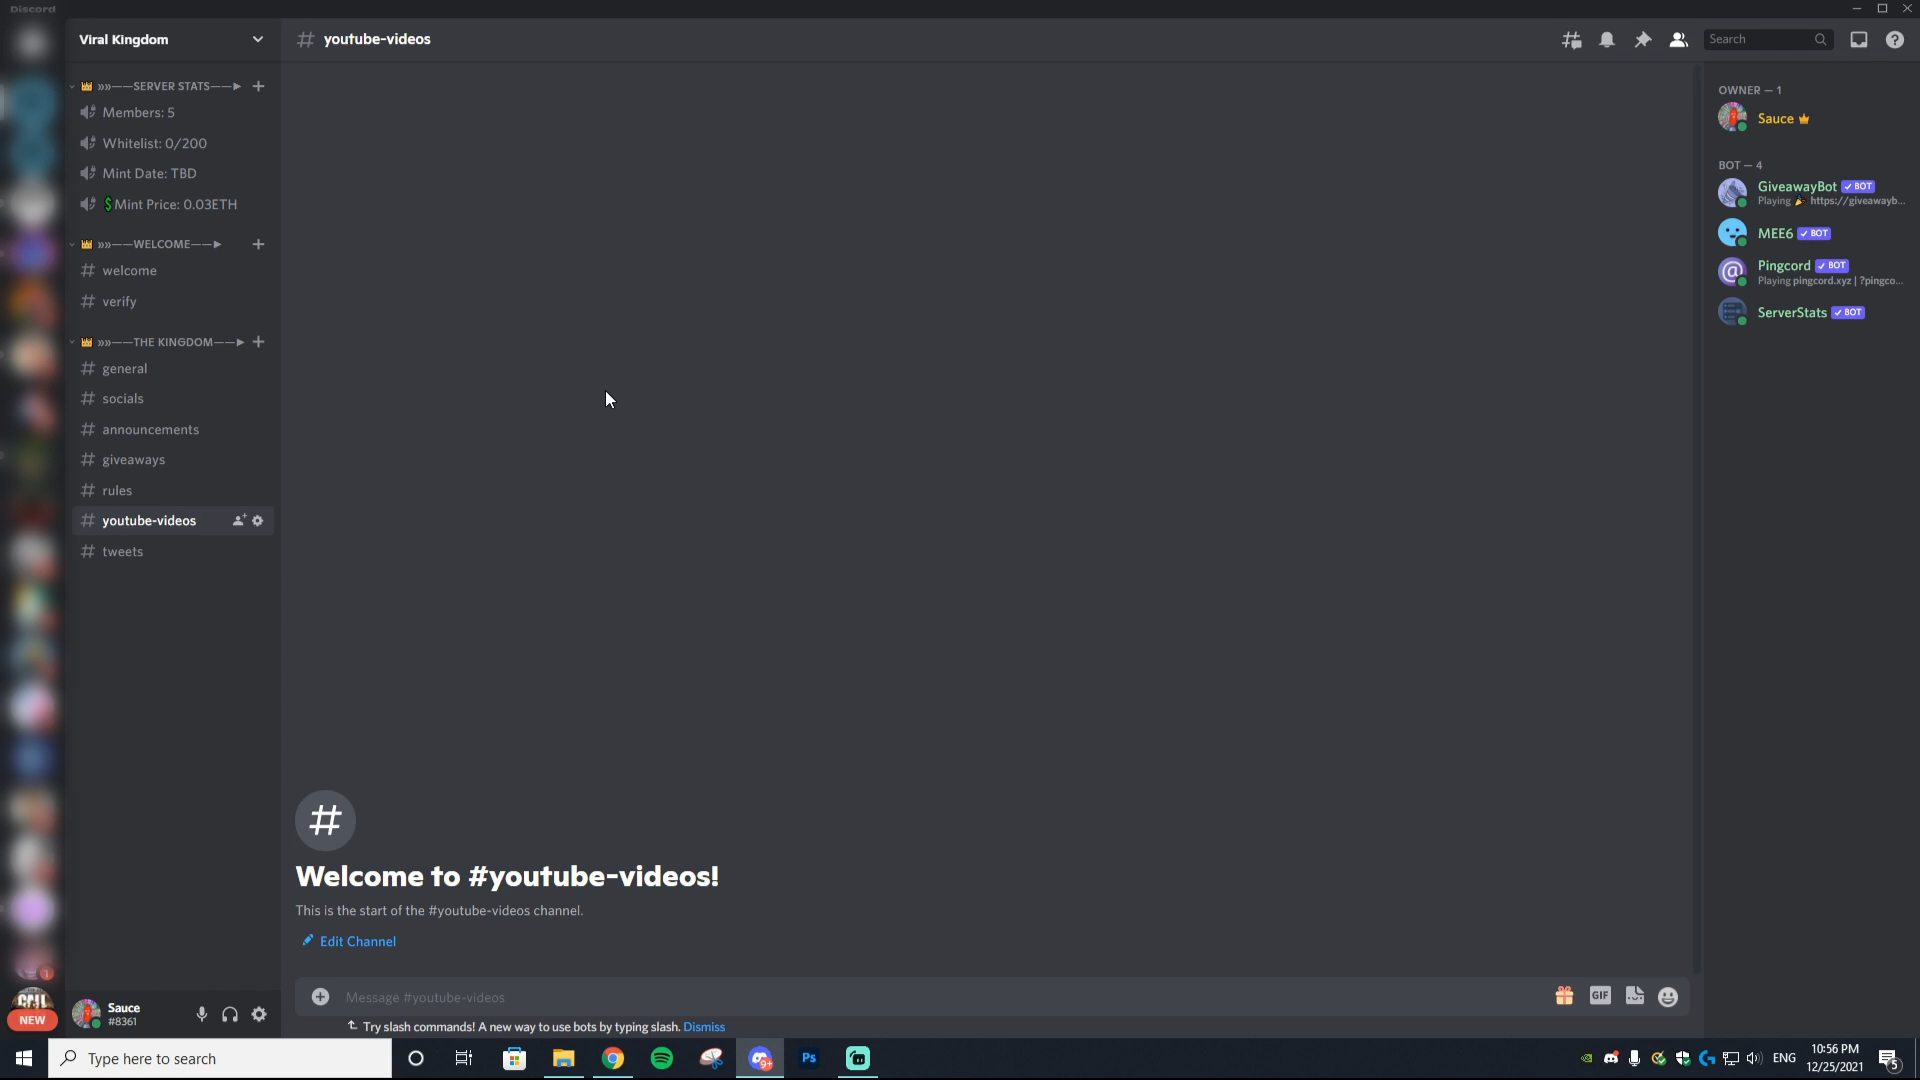 Discord
Viral Kingdom
# youtube-videos
Search
»»——SERVER STATS——►
Members: 5
Whitelist: 0/200
Mint Date: TBD
$Mint Price: 0.03ETH
»»——WELCOME——►
# welcome
# verify
»»——THE KINGDOM——►
# general
# socials
# announcements
# giveaways
# rules
# youtube-videos
# tweets
OWNER — 1
Sauce
BOT — 4
GiveawayBot ✓ BOT
Playing 🎉 https://giveawayb...
MEE6 ✓ BOT
Pingcord ✓ BOT
Playing pingcord.xyz | ?pingco...
ServerStats ✓ BOT
#
Welcome to #youtube-videos!
This is the start of the #youtube-videos channel.
Edit Channel
Message #youtube-videos
GIF
Try slash commands! A new way to use bots by typing slash. Dismiss
1
CALL
NEW
Sauce
#8361
Type here to search
9+
Ps
ENG
10:56 PM
12/25/2021
5